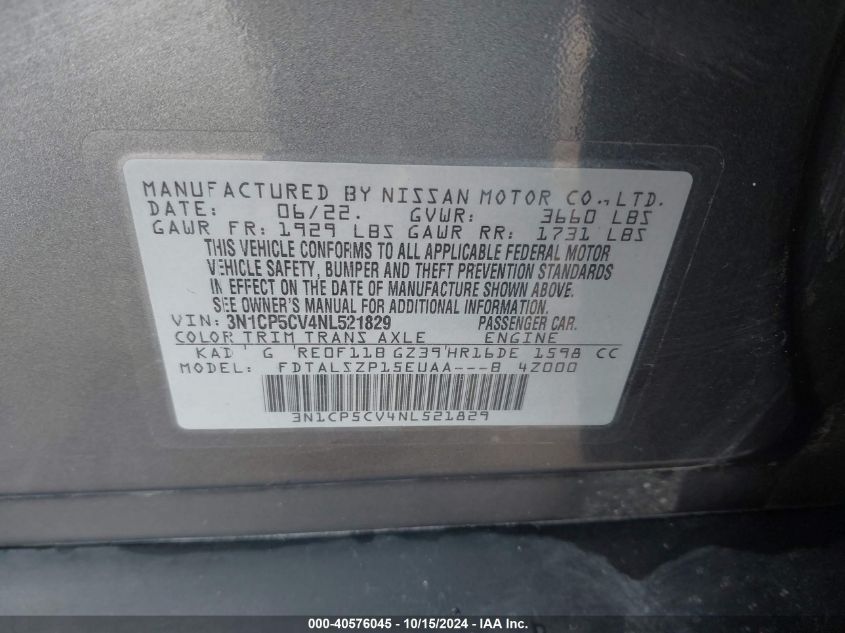 MANUFACTURED BY NISSAN MOTOR CO.,LTD.
DATE: 06/22. GVWR: 3660 LBS
GAWR FR: 1929 LBS GAWR RR: 1731 LBS
THIS VEHICLE CONFORMS TO ALL APPLICABLE FEDERAL MOTOR
VEHICLE SAFETY, BUMPER AND THEFT PREVENTION STANDARDS
IN EFFECT ON THE DATE OF MANUFACTURE SHOWN ABOVE.
SEE OWNER'S MANUAL FOR ADDITIONAL INFORMATION.
VIN: 3N1CP5CV4NL521829 PASSENGER CAR.
COLOR TRIM TRANS AXLE ENGINE
KAD G RE0F11B GZ39 HR16DE 1598 CC
MODEL: FDTALSZP15EUAA---B 4Z000
3N1CP5CV4NL521829
000-40576045 - 10/15/2024 - IAA Inc.